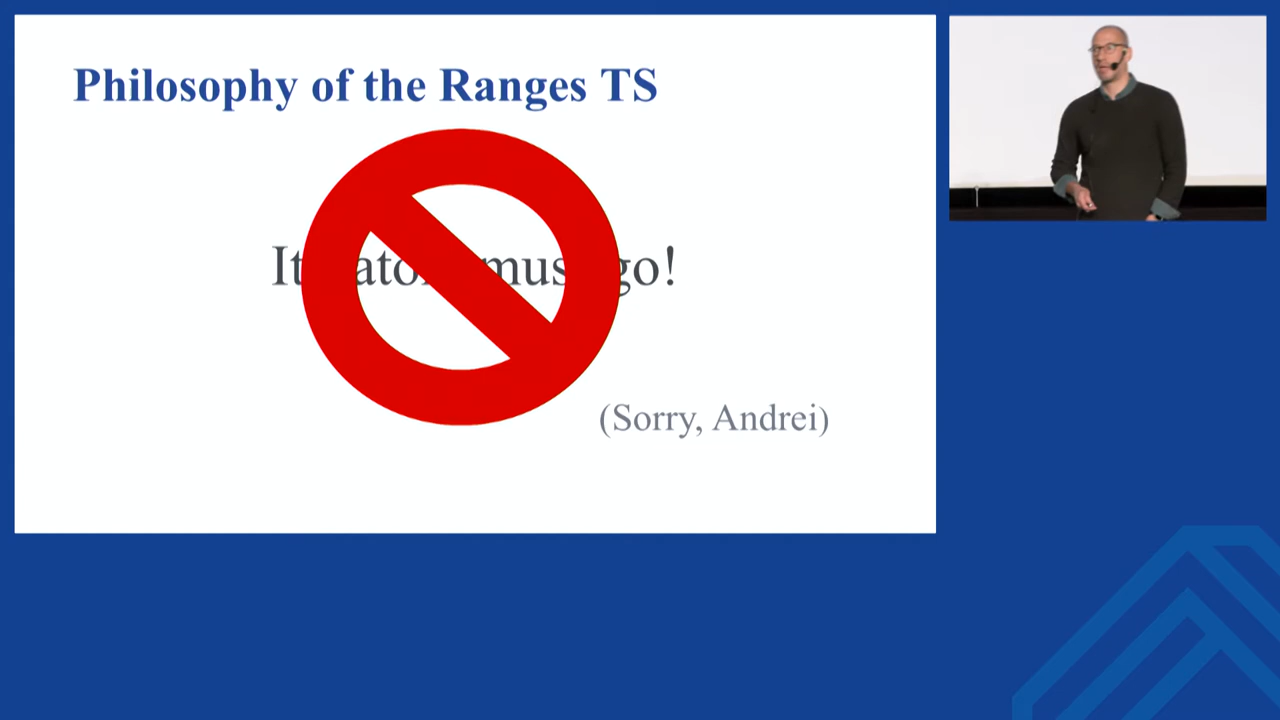 Philosophy of the Ranges TS
go!
(Sorry, Andrei)